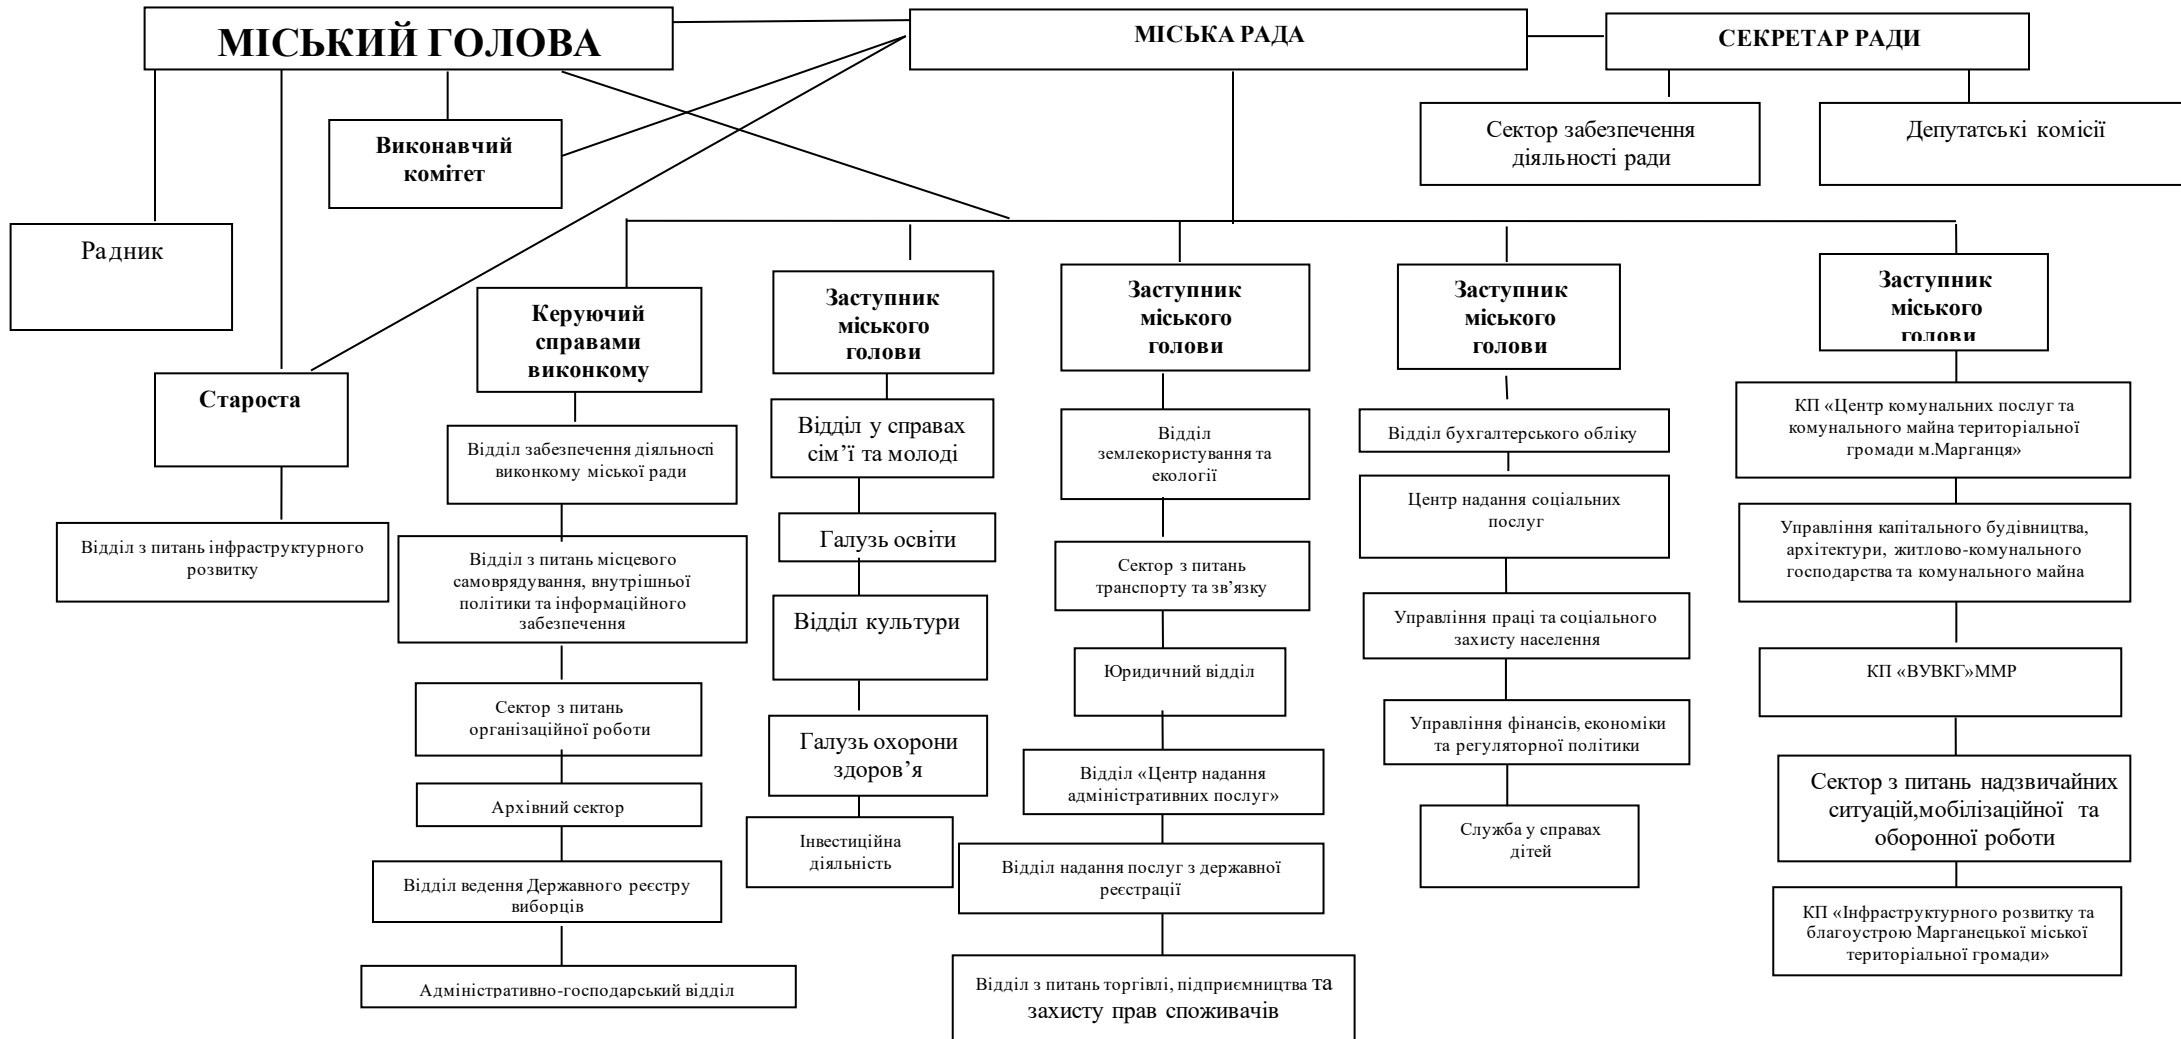 МІСЬКИЙ ГОЛОВА
МІСЬКА РАДА
СЕКРЕТАР РАДИ
Виконавчий
комітет
Сектор забезпечення
діяльності ради
Депутатські комісії
Радник
Староста
Відділ з питань інфраструктурного
розвитку
Керуючий
справами
виконкому
Відділ забезпечення діяльності
виконкому міської ради
Відділ з питань місцевого
самоврядування, внутрішньої
політики та інформаційного
забезпечення
Сектор з питань
організаційної роботи
Архівний сектор
Відділ ведення Державного реєстру
виборців
Адміністративно-господарський відділ
Заступник
міського
голови
Відділ у справах
сім’ї та молоді
Галузь освіти
Відділ культури
Галузь охорони
здоров’я
Інвестиційна
діяльність
Заступник
міського
голови
Відділ
землекористування та
екології
Сектор з питань
транспорту та зв’язку
Юридичний відділ
Відділ «Центр надання
адміністративних послуг»
Відділ надання послуг з державної
реєстрації
Відділ з питань торгівлі, підприємництва та
захисту прав споживачів
Заступник
міського
голови
Відділ бухгалтерського обліку
Центр надання соціальних
послуг
Управління праці та соціального
захисту населення
Управління фінансів, економіки
та регуляторної політики
Служба у справах
дітей
Заступник
міського
голови
КП «Центр комунальних послуг та
комунального майна територіальної
громади м.Марганця»
Управління капітального будівництва,
архітектури, житлово-комунального
господарства та комунального майна
КП «ВУВКГ»ММР
Сектор з питань надзвичайних
ситуацій,мобілізаційної та
оборонної роботи
КП «Інфраструктурного розвитку та
благоустрою Марганецької міської
територіальної громади»